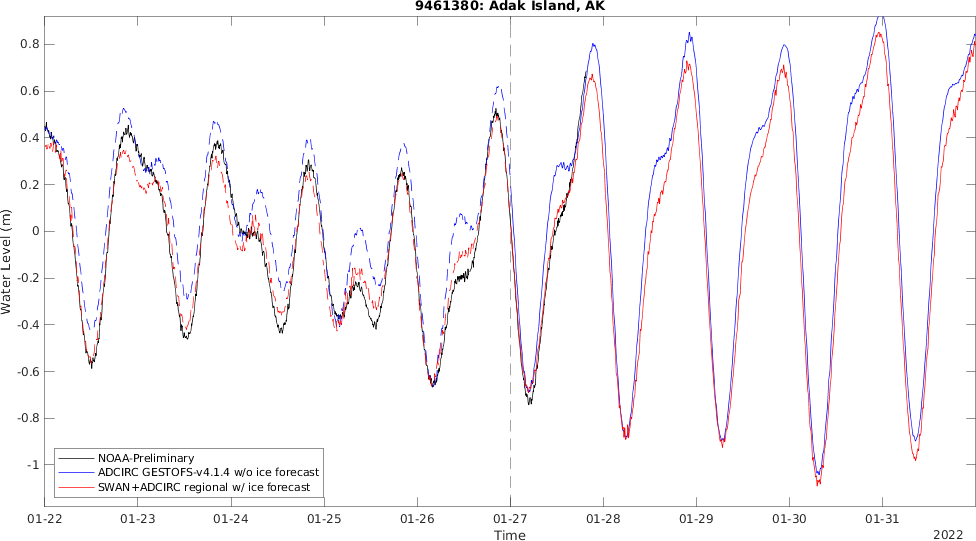 9461380: Adak Island, AK
0.8
0.6
0.4
0.2
0
-0.2
-0.4
-0.6
-0.8
-1
Water Level (m)
NOAA-Preliminary
ADCIRC GESTOFS-v4.1.4 w/o ice forecast
SWAN+ADCIRC regional w/ ice forecast
01-22 01-23 01-24 01-25 01-26 01-27 01-28 01-29 01-30 01-31
Time
2022